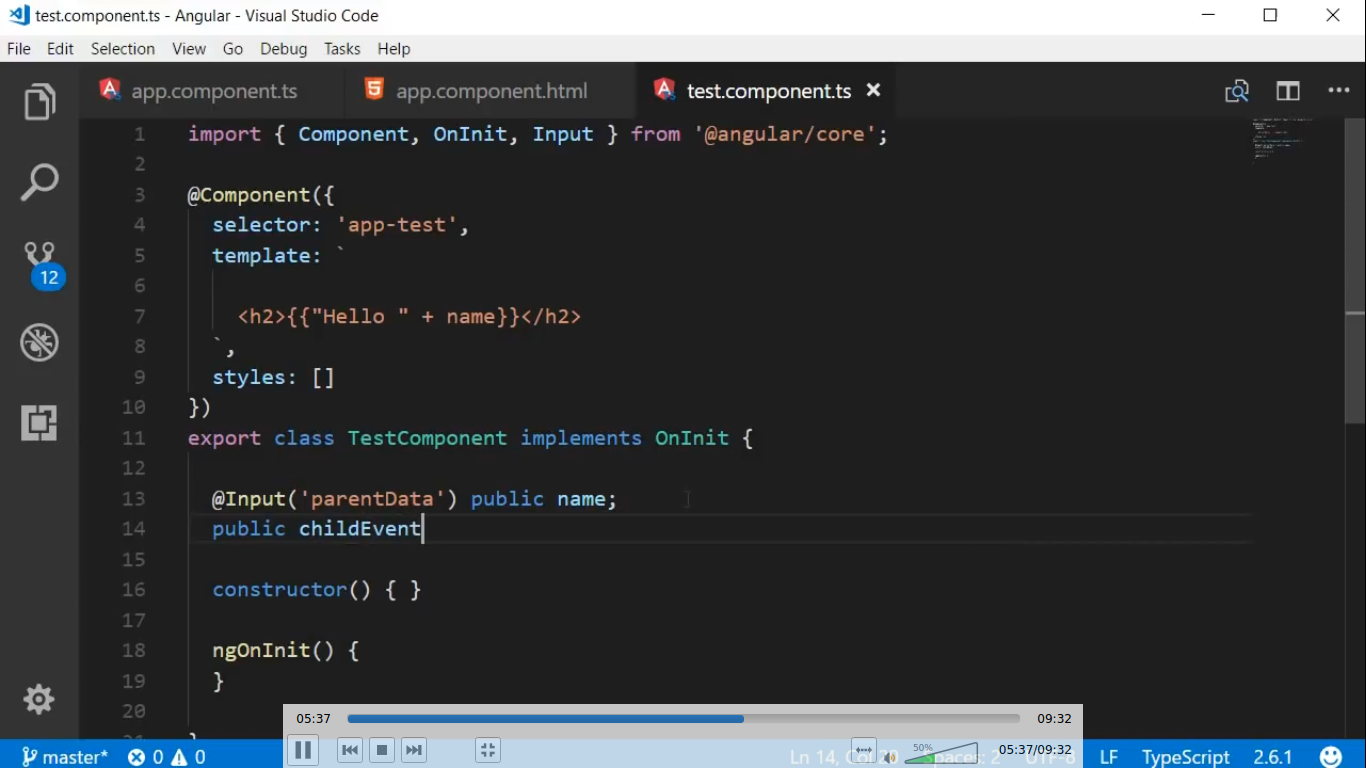 test.component.ts - Angular - Visual Studio Code
File Edit Selection View Go Debug Tasks Help
app.component.ts app.component.html test.component.ts
1 import { Component, OnInit, Input } from '@angular/core';
2
3 @Component({
4 selector: 'app-test',
5 template: `
6
7 <h2>{{"Hello " + name}}</h2>
8 `,
9 styles: []
10 })
11 export class TestComponent implements OnInit {
12
13 @Input('parentData') public name;
14 public childEvent
15
16 constructor() { }
17
18 ngOnInit() {
19 }
20
12
05:37 09:32
50% 05:37/09:32
master* 0 0 Ln 14, Col Spaces: 2 UTF-8 LF TypeScript 2.6.1